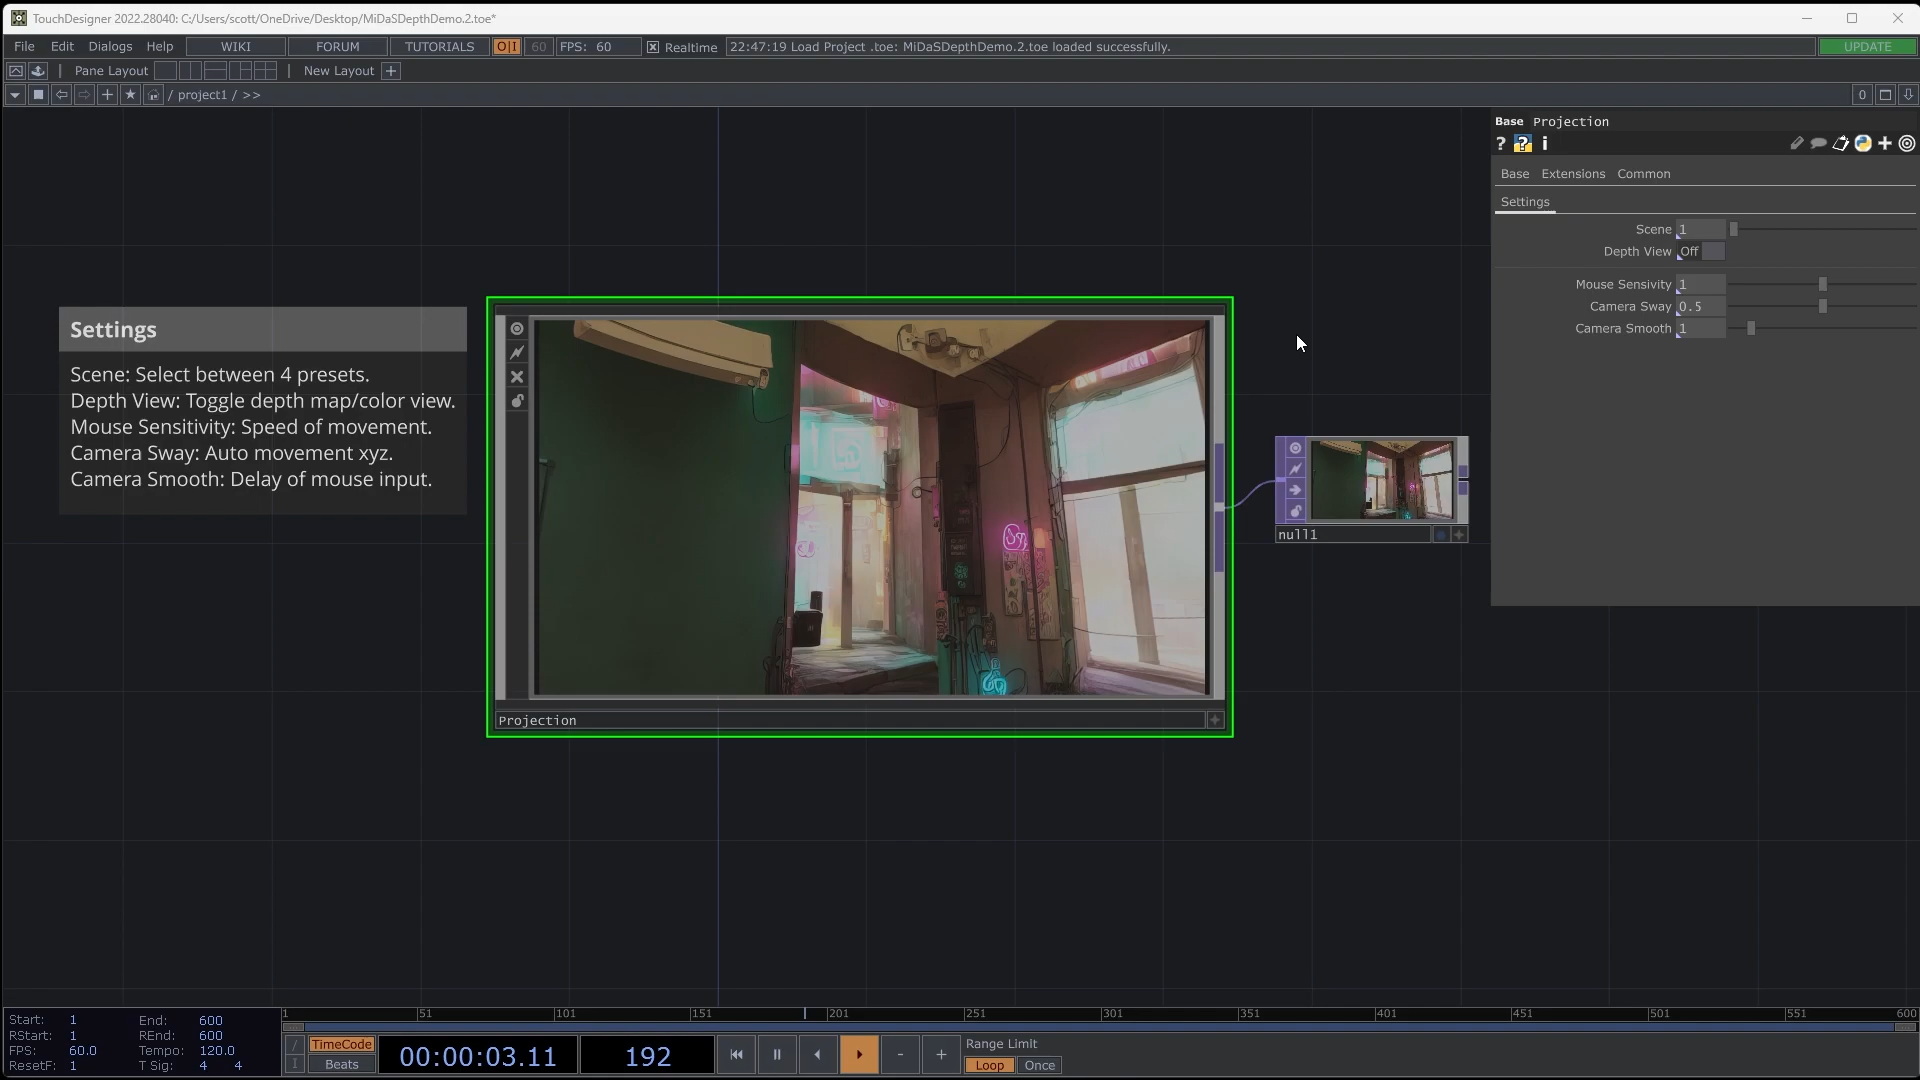 TouchDesigner 2022.28040: C:/Users/scott/OneDrive/Desktop/MiDaSDepthDemo.2.toe*
File Edit Dialogs Help WIKI FORUM TUTORIALS O|I 60 FPS: 60 Realtime 22:47:19 Load Project .toe: MiDaSDepthDemo.2.toe loaded successfully. UPDATE
Pane Layout New Layout +
/ project1 / >> 0
Base Projection
? ? i
Base Extensions Common
Settings
Scene 1
Depth View Off
Mouse Sensivity 1
Camera Sway 0.5
Camera Smooth 1
Settings
Scene: Select between 4 presets.
Depth View: Toggle depth map/color view.
Mouse Sensitivity: Speed of movement.
Camera Sway: Auto movement xyz.
Camera Smooth: Delay of mouse input.
null1
Projection
1 51 101 151 201 251 301 351 401 451 501 551 600
Start: 1 End: 600
RStart: 1 REnd: 600
FPS: 60.0 Tempo: 120.0
ResetF: 1 T Sig: 4 4
/ TimeCode
I Beats
00:00:03.11 192
- +
Range Limit
Loop Once